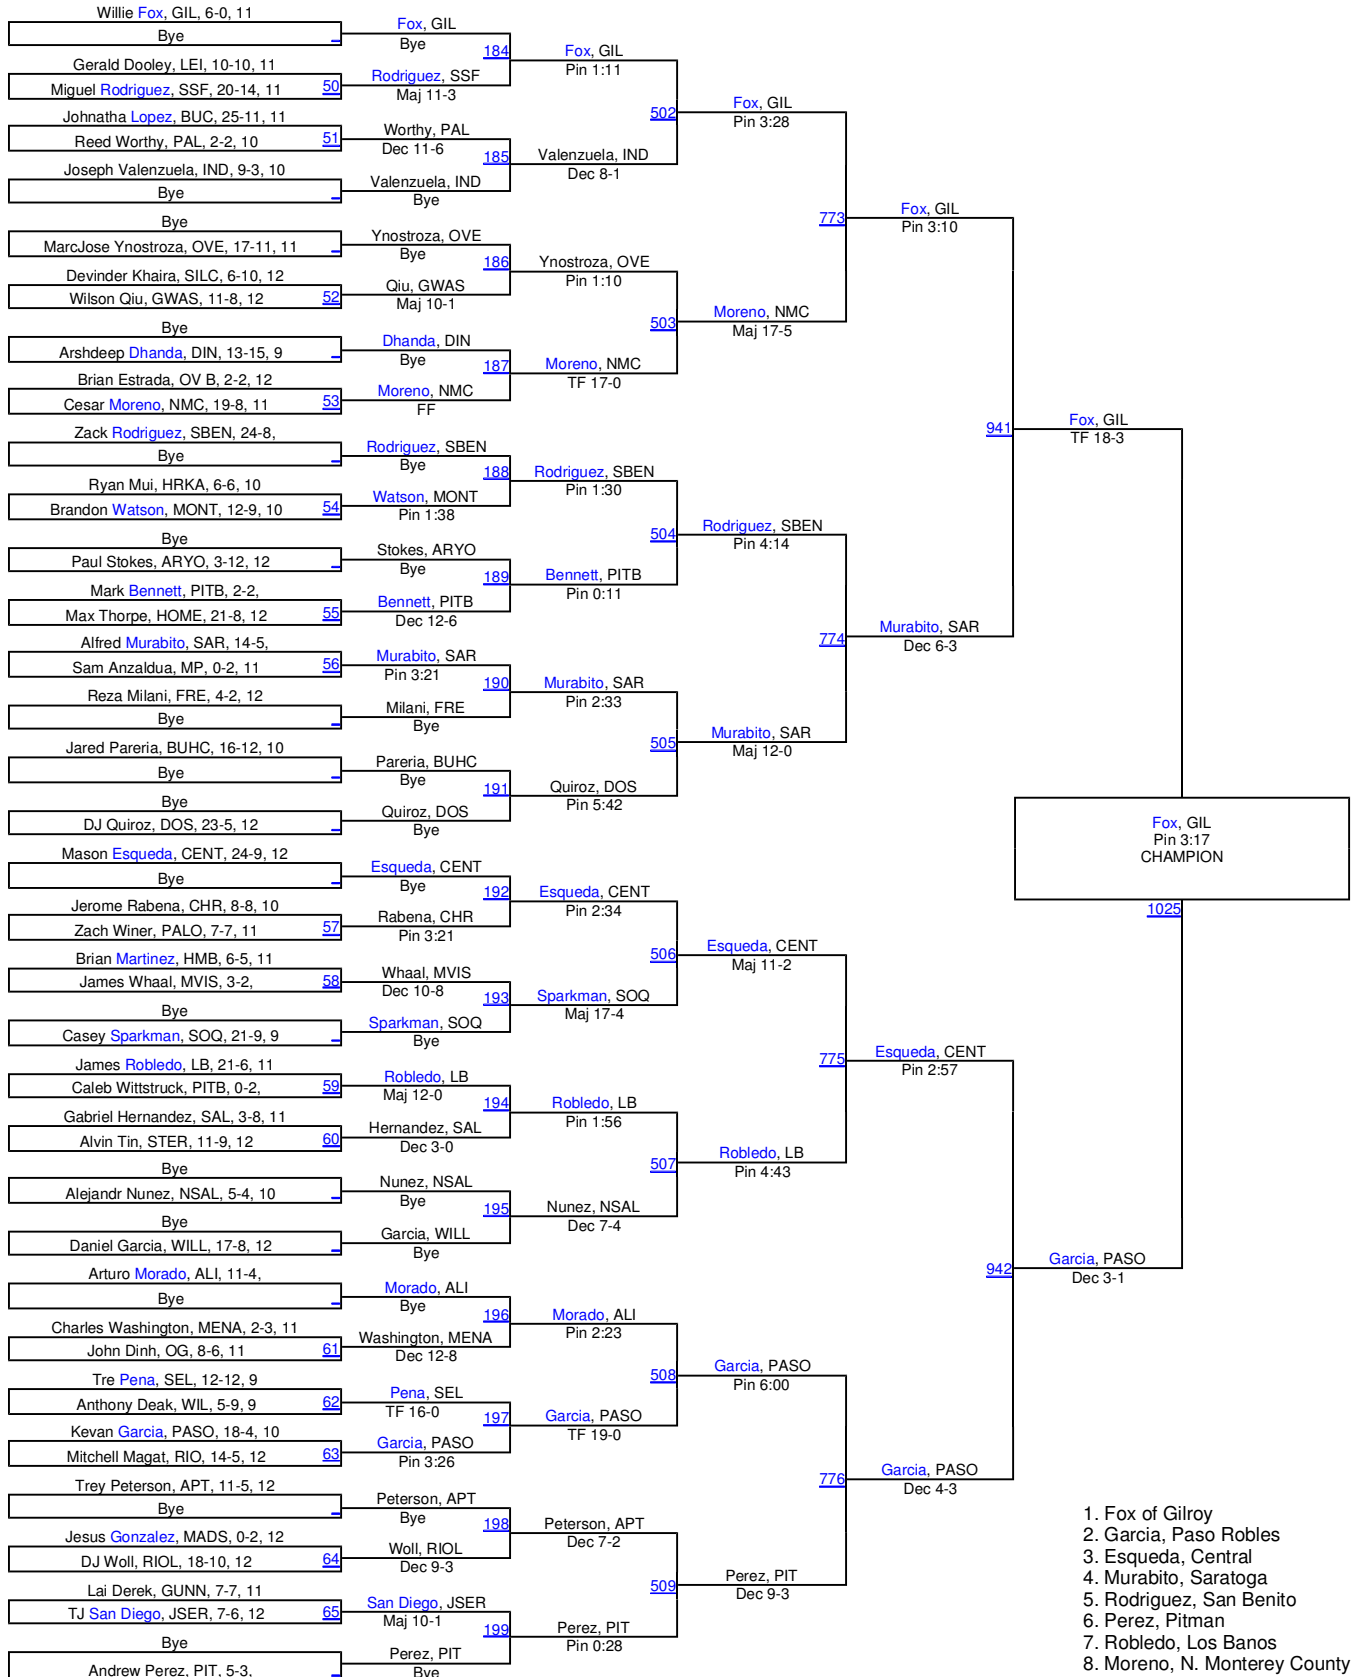 Willie Fox, GIL, 6-0, 11
Bye
Gerald Dooley, LEI, 10-10, 11
Miguel Rodriguez, SSF, 20-14, 11 50
Johnatha Lopez, BUC, 25-11, 11
Reed Worthy, PAL, 2-2, 10 51
Joseph Valenzuela, IND, 9-3, 10
Bye
Bye
MarcJose Ynostroza, OVE, 17-11, 11
Devinder Khaira, SILC, 6-10, 12
Wilson Qiu, GWAS, 11-8, 12 52
Bye
Arshdeep Dhanda, DIN, 13-15, 9
Brian Estrada, OV B, 2-2, 12
Cesar Moreno, NMC, 19-8, 11 53
Zack Rodriguez, SBEN, 24-8,
Bye
Ryan Mui, HRKA, 6-6, 10
Brandon Watson, MONT, 12-9, 10 54
Bye
Paul Stokes, ARYO, 3-12, 12
Mark Bennett, PITB, 2-2,
Max Thorpe, HOME, 21-8, 12 55
Alfred Murabito, SAR, 14-5,
Sam Anzaldua, MP, 0-2, 11 56
Reza Milani, FRE, 4-2, 12
Bye
Jared Pareria, BUHC, 16-12, 10
Bye
Bye
DJ Quiroz, DOS, 23-5, 12
Mason Esqueda, CENT, 24-9, 12
Bye
Jerome Rabena, CHR, 8-8, 10
Zach Winer, PALO, 7-7, 11 57
Brian Martinez, HMB, 6-5, 11
James Whaal, MVIS, 3-2, 58
Bye
Casey Sparkman, SOQ, 21-9, 9
James Robledo, LB, 21-6, 11
Caleb Wittstruck, PITB, 0-2, 59
Gabriel Hernandez, SAL, 3-8, 11
Alvin Tin, STER, 11-9, 12 60
Bye
Alejandr Nunez, NSAL, 5-4, 10
Bye
Daniel Garcia, WILL, 17-8, 12
Arturo Morado, ALI, 11-4,
Bye
Charles Washington, MENA, 2-3, 11
John Dinh, OG, 8-6, 11 61
Tre Pena, SEL, 12-12, 9
Anthony Deak, WIL, 5-9, 9 62
Kevan Garcia, PASO, 18-4, 10
Mitchell Magat, RIO, 14-5, 12 63
Trey Peterson, APT, 11-5, 12
Bye
Jesus Gonzalez, MADS, 0-2, 12
DJ Woll, RIOL, 18-10, 12 64
Lai Derek, GUNN, 7-7, 11
TJ San Diego, JSER, 7-6, 12 65
Bye
Andrew Perez, PIT, 5-3,
Fox, GIL
Bye
184
Rodriguez, SSF
Maj 11-3
Worthy, PAL
Dec 11-6
185
Valenzuela, IND
Bye
Ynostroza, OVE
Bye
186
Qiu, GWAS
Maj 10-1
Dhanda, DIN
Bye
187
Moreno, NMC
FF
Rodriguez, SBEN
Bye
188
Watson, MONT
Pin 1:38
Stokes, ARYO
Bye
189
Bennett, PITB
Dec 12-6
Murabito, SAR
Pin 3:21
190
Milani, FRE
Bye
Pareria, BUHC
Bye
191
Quiroz, DOS
Bye
Esqueda, CENT
Bye
192
Rabena, CHR
Pin 3:21
Whaal, MVIS
Dec 10-8
193
Sparkman, SOQ
Bye
Robledo, LB
Maj 12-0
194
Hernandez, SAL
Dec 3-0
Nunez, NSAL
Bye
195
Garcia, WILL
Bye
Morado, ALI
Bye
196
Washington, MENA
Dec 12-8
Pena, SEL
TF 16-0
197
Garcia, PASO
Pin 3:26
Peterson, APT
Bye
198
Woll, RIOL
Dec 9-3
San Diego, JSER
Maj 10-1
199
Perez, PIT
Bye
Fox, GIL
Pin 1:11
502
Valenzuela, IND
Dec 8-1
Ynostroza, OVE
Pin 1:10
503
Moreno, NMC
TF 17-0
Rodriguez, SBEN
Pin 1:30
504
Bennett, PITB
Pin 0:11
Murabito, SAR
Pin 2:33
505
Quiroz, DOS
Pin 5:42
Esqueda, CENT
Pin 2:34
506
Sparkman, SOQ
Maj 17-4
Robledo, LB
Pin 1:56
507
Nunez, NSAL
Dec 7-4
Morado, ALI
Pin 2:23
508
Garcia, PASO
TF 19-0
Peterson, APT
Dec 7-2
509
Perez, PIT
Pin 0:28
Fox, GIL
Pin 3:28
773
Moreno, NMC
Maj 17-5
Rodriguez, SBEN
Pin 4:14
774
Murabito, SAR
Maj 12-0
Esqueda, CENT
Maj 11-2
775
Robledo, LB
Pin 4:43
Garcia, PASO
Pin 6:00
776
Perez, PIT
Dec 9-3
Fox, GIL
Pin 3:10
941
Murabito, SAR
Dec 6-3
Esqueda, CENT
Pin 2:57
942
Garcia, PASO
Dec 4-3
Fox, GIL
TF 18-3
Garcia, PASO
Dec 3-1
Fox, GIL
Pin 3:17
CHAMPION
1025
1. Fox of Gilroy
2. Garcia, Paso Robles
3. Esqueda, Central
4. Murabito, Saratoga
5. Rodriguez, San Benito
6. Perez, Pitman
7. Robledo, Los Banos
8. Moreno, N. Monterey County